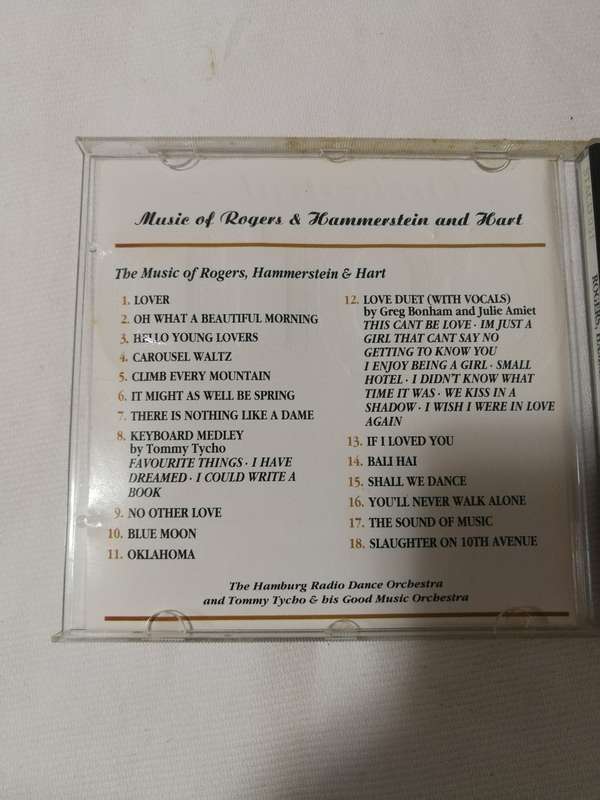 Music of Rogers & Hammerstein and Hart
The Music of Rogers, Hammerstein & Hart
1. LOVER
2. OH WHAT A BEAUTIFUL MORNING
3. HELLO YOUNG LOVERS
4. CAROUSEL WALTZ
5. CLIMB EVERY MOUNTAIN
6. IT MIGHT AS WELL BE SPRING
7. THERE IS NOTHING LIKE A DAME
8. KEYBOARD MEDLEY
by Tommy Tycho
FAVOURITE THINGS · I HAVE
DREAMED · I COULD WRITE A
BOOK
9. NO OTHER LOVE
10. BLUE MOON
11. OKLAHOMA
12. LOVE DUET (WITH VOCALS)
by Greg Bonham and Julie Amiet
THIS CANT BE LOVE · IM JUST A
GIRL THAT CANT SAY NO
GETTING TO KNOW YOU
I ENJOY BEING A GIRL · SMALL
HOTEL · I DIDN'T KNOW WHAT
TIME IT WAS · WE KISS IN A
SHADOW · I WISH I WERE IN LOVE
AGAIN
13. IF I LOVED YOU
14. BALI HAI
15. SHALL WE DANCE
16. YOU'LL NEVER WALK ALONE
17. THE SOUND OF MUSIC
18. SLAUGHTER ON 10TH AVENUE
The Hamburg Radio Dance Orchestra
and Tommy Tycho & his Good Music Orchestra
ROGERS,